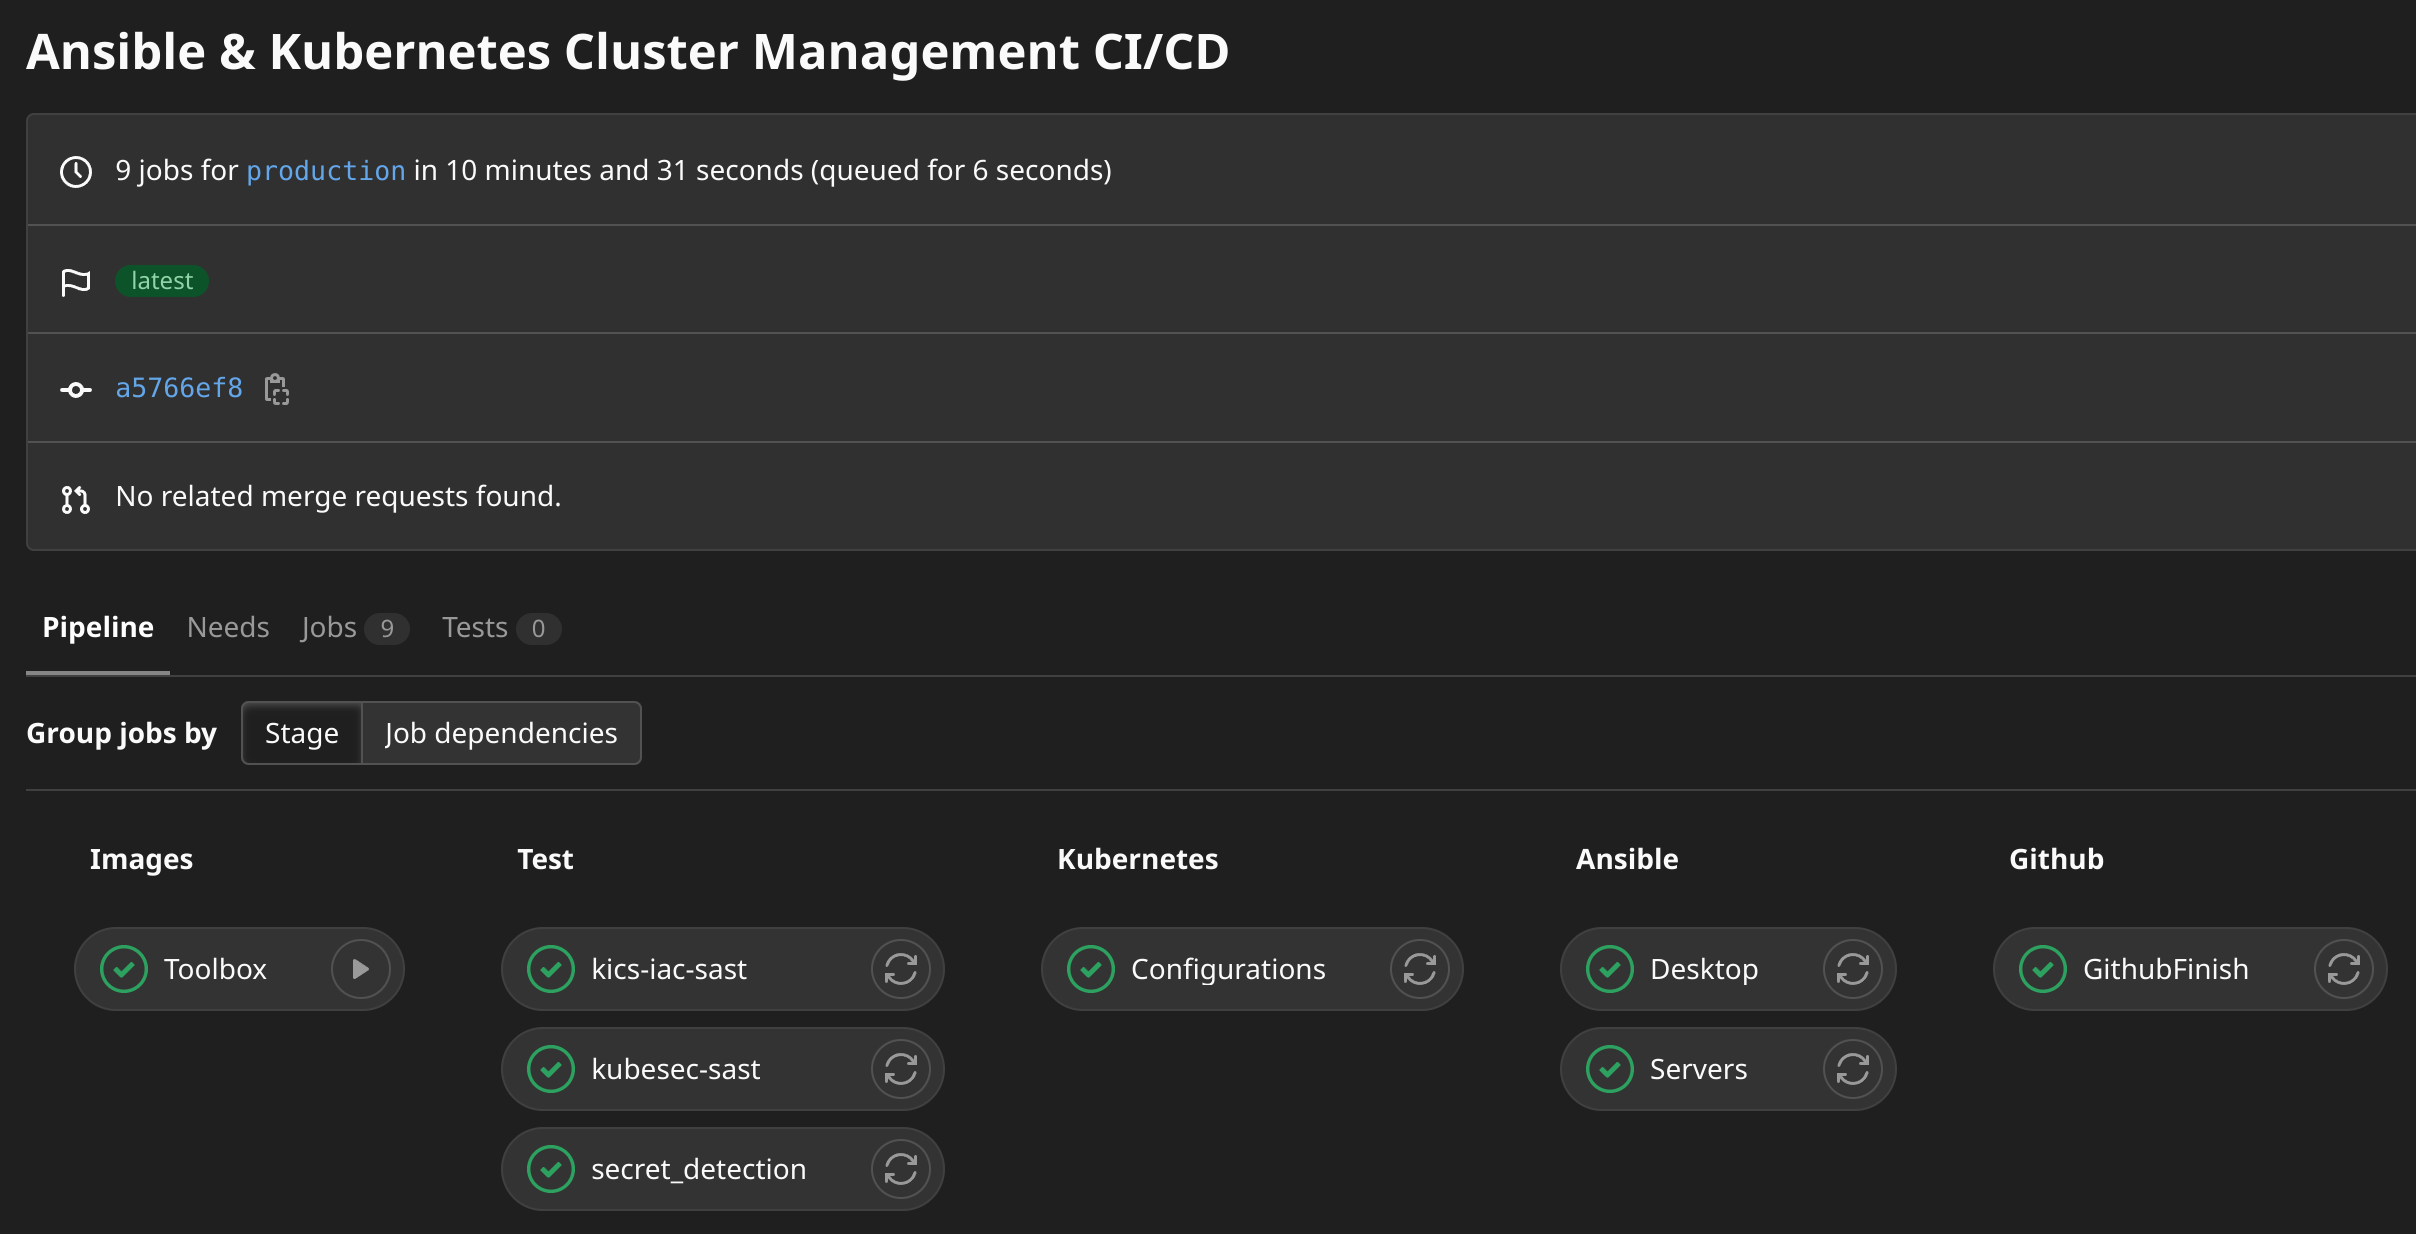 Ansible & Kubernetes Cluster Management CI/CD
9 jobs for production in 10 minutes and 31 seconds (queued for 6 seconds)
latest
a5766ef8
No related merge requests found.
Pipeline Needs Jobs 9 Tests 0
Group jobs by Stage Job dependencies
Images Test Kubernetes Ansible Github
Toolbox kics-iac-sast Configurations Desktop GithubFinish
kubesec-sast Servers
secret_detection